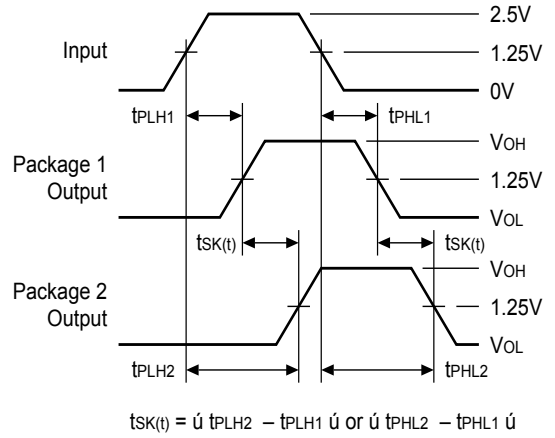 2.5V
Input
1.25V
0V
tPLH1
tPHL1
VOH
Package 1
Output
1.25V
VOL
tSK(t)
tSK(t)
VOH
Package 2
Output
1.25V
VOL
tPLH2
tPHL2
tSK(t) = ú tPLH2 – tPLH1 ú or ú tPHL2 – tPHL1 ú